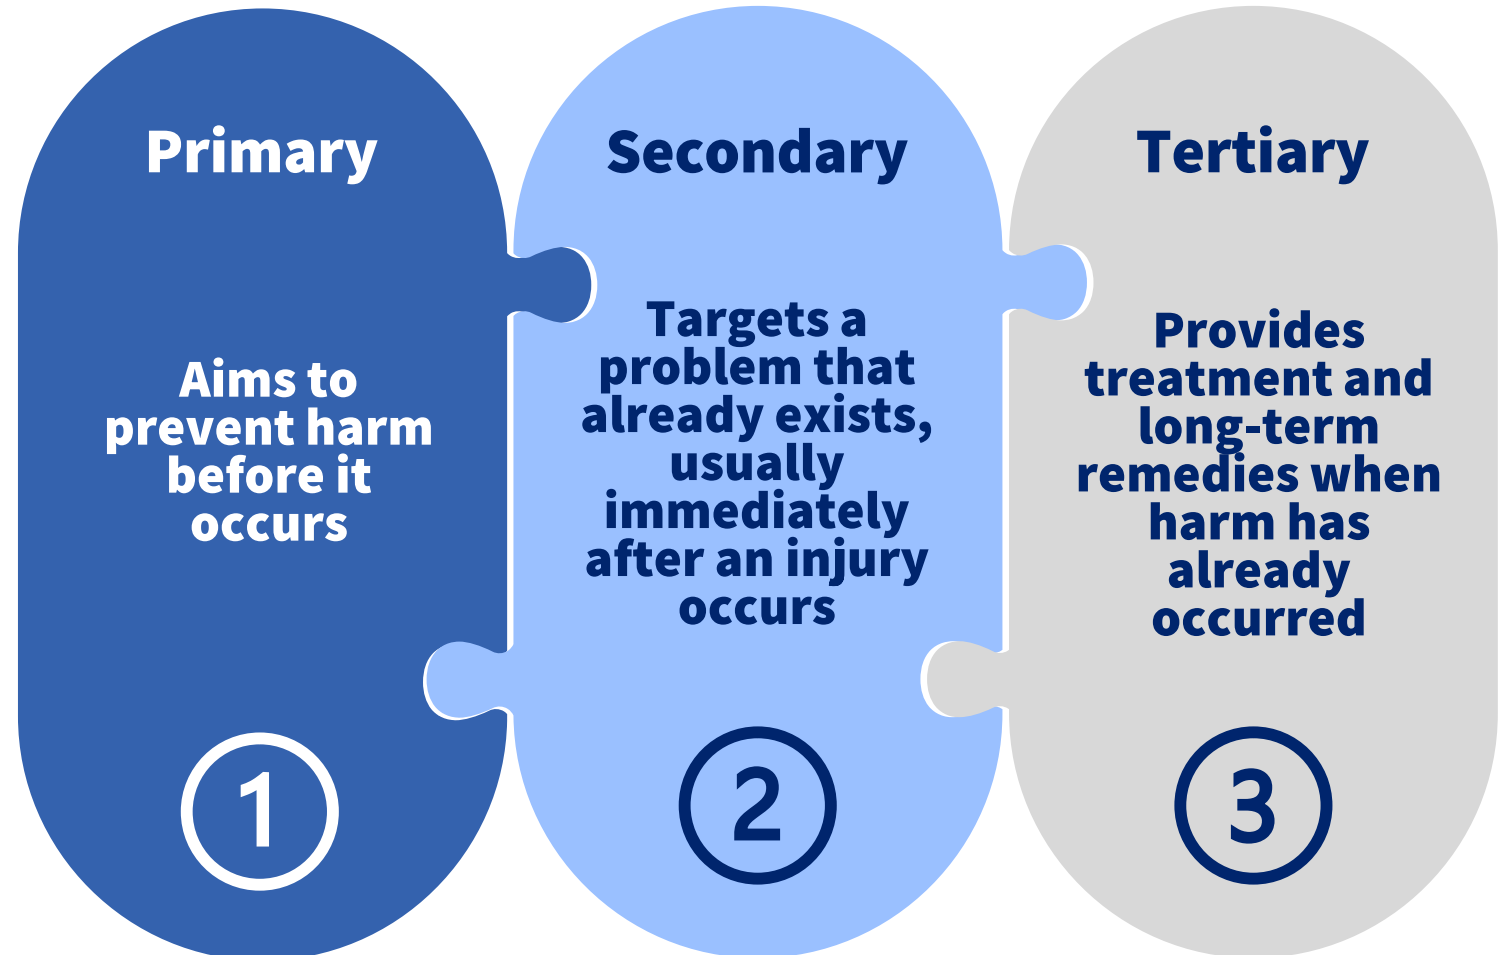 Primary
Aims to
prevent harm
before it
occurs
1
Secondary
Targets a
problem that
already exists,
usually
immediately
after an injury
occurs
2
Tertiary
Provides
treatment and
long-term
remedies when
harm has
already
occurred
3